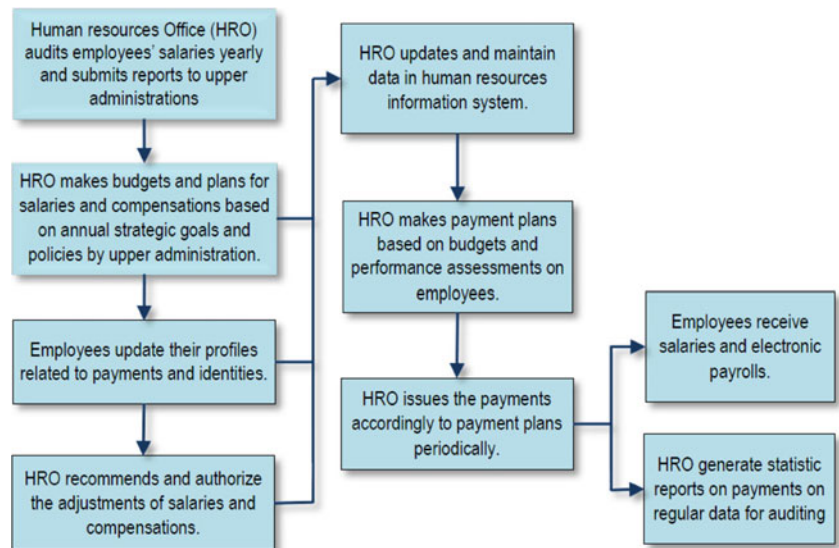 Human resources Office (HRO)
audits employees' salaries yearly
and submits reports to upper
administrations
HRO makes budgets and plans for
salaries and compensations based
on annual strategic goals and
policies by upper administration.
Employees update their profiles
related to payments and identities.
HRO recommends and authorize
the adjustments of salaries and
compensations.
HRO updates and maintain
data in human resources
information system.
HRO makes payment plans
based on budgets and
performance assessments on
employees.
HRO issues the payments
accordingly to payment plans
periodically.
Employees receive
salaries and electronic
payrolls.
HRO generate statistic
reports on payments on
regular data for auditing